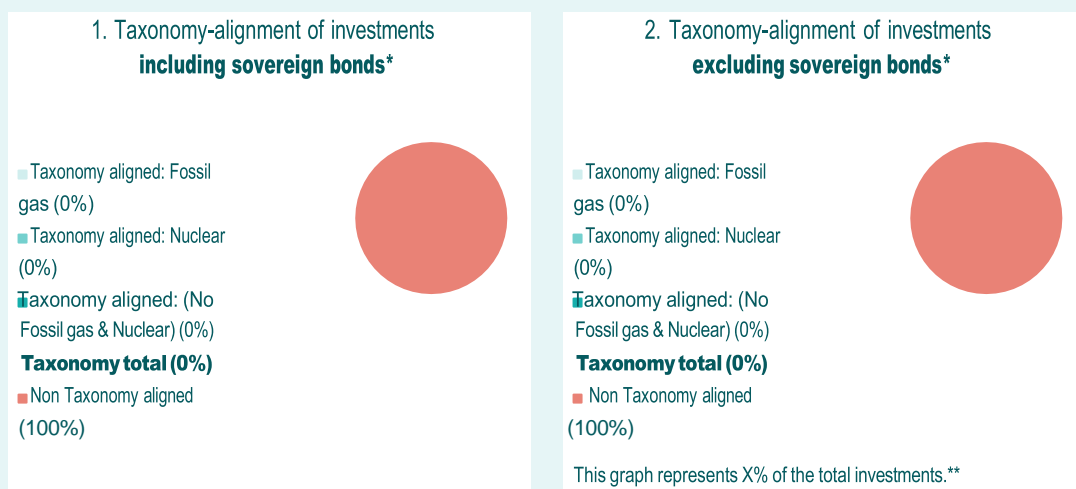 1. Taxonomy-alignment of investments
including sovereign bonds*
Taxonomy aligned: Fossil
gas (0%)
Taxonomy aligned: Nuclear
(0%)
Taxonomy aligned: (No
Fossil gas & Nuclear) (0%)
Taxonomy total (0%)
Non Taxonomy aligned
(100%)
2. Taxonomy-alignment of investments
excluding sovereign bonds*
Taxonomy aligned: Fossil
gas (0%)
Taxonomy aligned: Nuclear
(0%)
Taxonomy aligned: (No
Fossil gas & Nuclear) (0%)
Taxonomy total (0%)
Non Taxonomy aligned
(100%)
This graph represents X% of the total investments.**